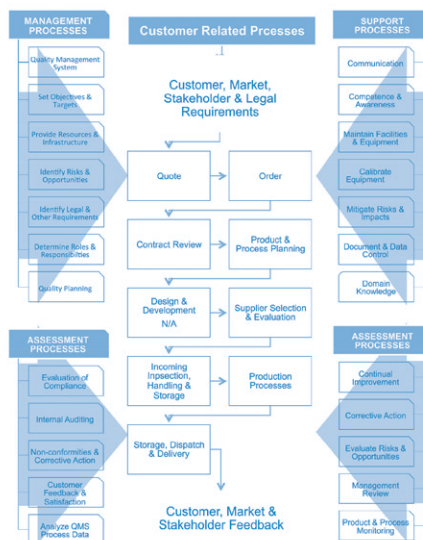 MANAGEMENT
PROCESSES
Quality Management
System
Set Objectives &
Targets
Provide Resources &
Infrastructure
Identify Risks &
Opportunities
Identify Legal &
Other Requirements
Determine Roles &
Responsibilties
Quality Planning
Customer Related Prcesses
Customer, Market,
Stakeholder & Legal
Requirements
Quote
Order
Contract Review
Product &
Process Planning
Design &
Development
N/A
Supplier Selection
& Evaluation
Incoming
Inpsection,
Handling &
Storage
Production
Processes
Storage, Dispatch
& Delivery
Customer, Market &
Stakeholder Feedback
SUPPORT
PROCESSES
Communication
Competence &
Awareness
Maintain Facilities
& Equipment
Calibrate
Equipment
Mitigate Risks &
Impacts
Document & Data
Control
Domain
Knowledge
ASSESSMENT
PROCESSES
Evaluation of
Compliance
Internal Auditing
Non-conformities &
Corrective Action
Customer
Feedback &
Satisfaction
Analyze QMS
Process Data
ASSESSMENT
PROCESSES
Continual
Improvement
Corrective Action
Evaluate Risks &
Opportunities
Management
Review
Product & Process
Monitoring